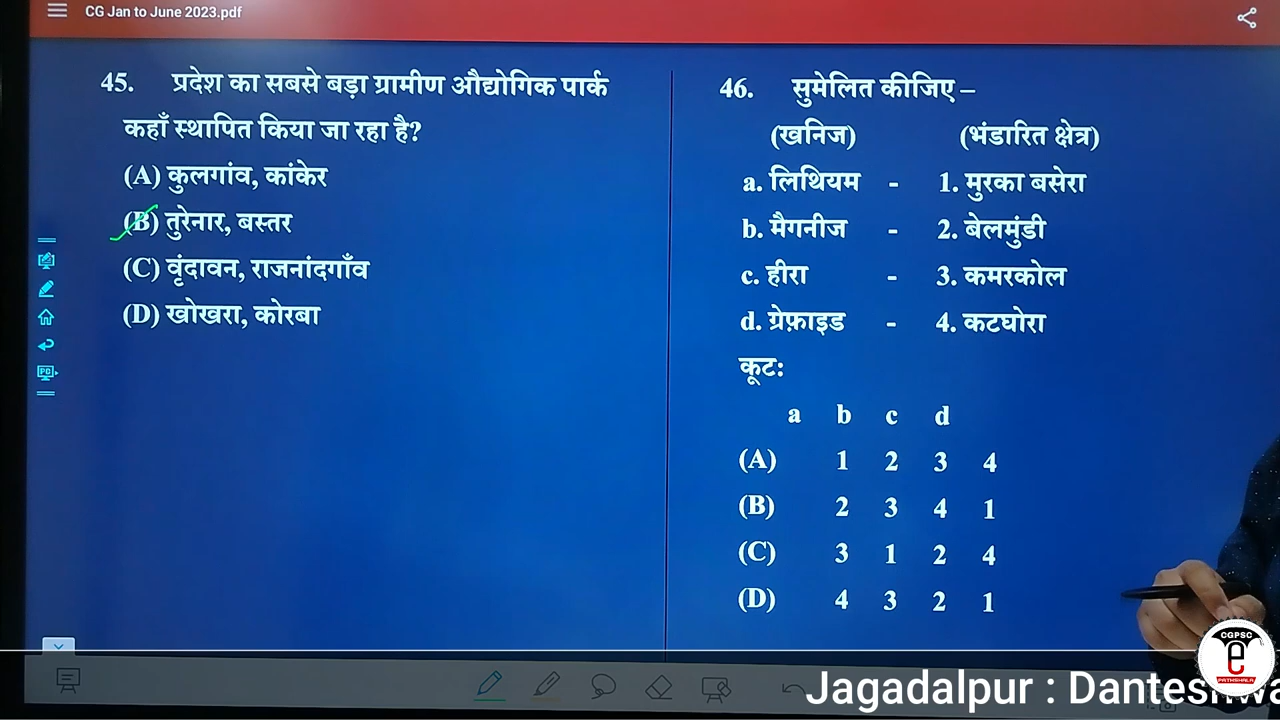 CG Jan to June 2023.pdf
45. प्रदेश का सबसे बड़ा ग्रामीण औद्योगिक पार्क
कहाँ स्थापित किया जा रहा है?
(A) कुलगांव, कांकेर
(B) तुरेनार, बस्तर
(C) वृंदावन, राजनांदगाँव
(D) खोखरा, कोरबा
46. सुमेलित कीजिए –
(खनिज) (भंडारित क्षेत्र)
a. लिथियम - 1. मुरका बसेरा
b. मैगनीज - 2. बेलमुंडी
c. हीरा - 3. कमरकोल
d. ग्रेफ़ाइड - 4. कटघोरा
कूट:
a b c d
(A) 1 2 3 4
(B) 2 3 4 1
(C) 3 1 2 4
(D) 4 3 2 1
PC
CGPSC
e
PATHSHALA
Jagadalpur :